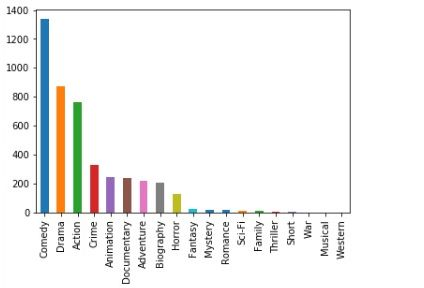 1400
1200
1000
800
600
400
200
0
Comedy
Drama
Action
Crime
Animation
Documentary
Adventure
Biography
Horror
Fantasy
Mystery
Romance
Sci-Fi
Family
Thriller
Short
War
Musical
Western